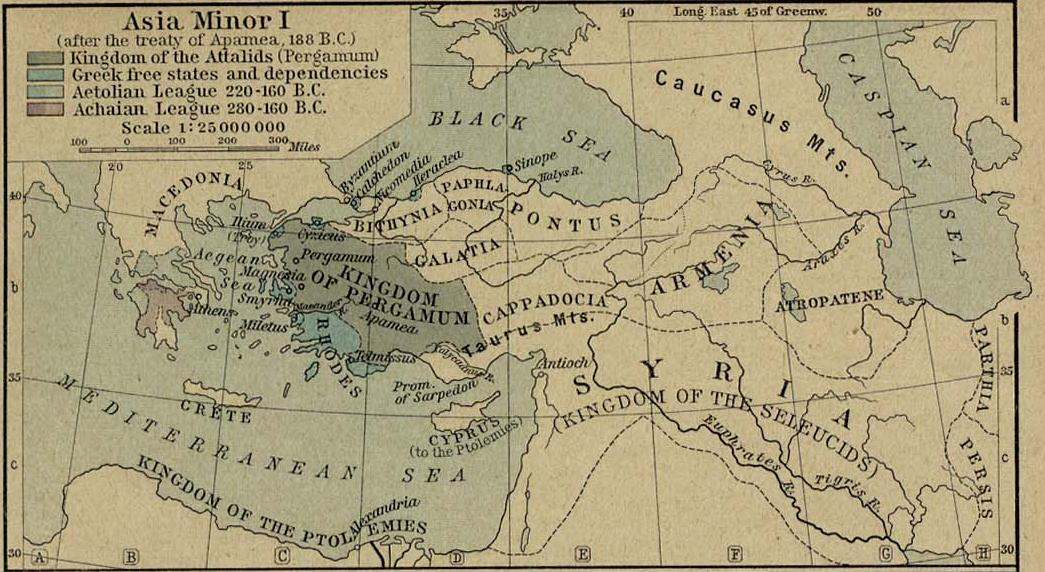 Asia Minor I
(after the treaty of Apamea, 188 B.C.)
Kingdom of the Attalids (Pergamum)
Greek free states and dependencies
Aetolian League 220-160 B.C.
Achaian League 280-160 B.C.
Scale 1:25 000 000
100 0 100 200 300 Miles
35 40 Long. East 45 of Greenw. 50
a
20 25
40
CASPIAN SEA
Caucasus Mts.
BLACK SEA
Byzantium
Calchedon
Nicomedia
Heraclea
Sinope
Halys R.
Cyrus R.
40
MACEDONIA
PAPHLAGONIA
BITHYNIA
PONTUS
Ilium
(Troy)
Cyzicus
GALATIA
ARMENIA
Araxes R.
Aegean Sea
Pergamum
Magnesia
KINGDOM
OF PERGAMUM
b
Smyrna
Maeander R.
Apamea
CAPPADOCIA
ATROPATENE
Athens
Miletus
Taurus Mts.
b
RHODES
Telmissus
Calycadnus R.
Antioch
PARTHIA
35
35
Prom.
of Sarpedon
SYRIA
(KINGDOM OF THE SELEUCIDS)
CRETE
MEDITERRANEAN SEA
CYPRUS
(to the Ptolemies)
Euphrates R.
Tigris R.
PERSIS
c
c
KINGDOM OF THE PTOLEMIES
Alexandria
30 A B C D E F G H 30